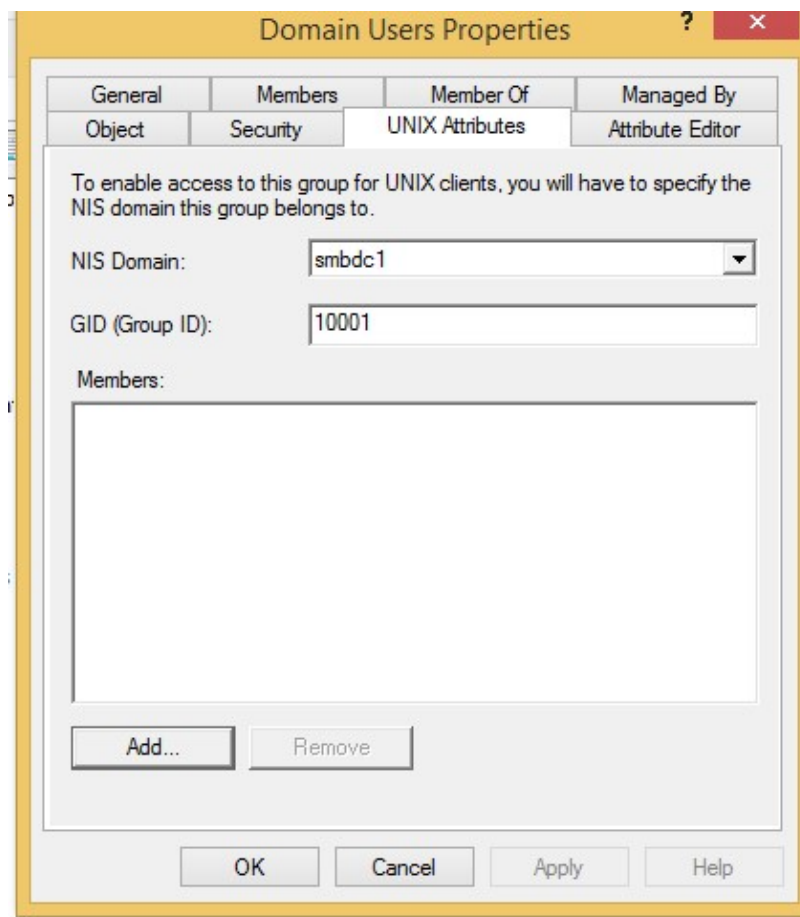 Domain Users Properties
?
General Members Member Of Managed By
Object Security UNIX Attributes Attribute Editor
To enable access to this group for UNIX clients, you will have to specify the
NIS domain this group belongs to.
NIS Domain: smbdc1
GID (Group ID): 10001
Members:
Add... Remove
OK Cancel Apply Help